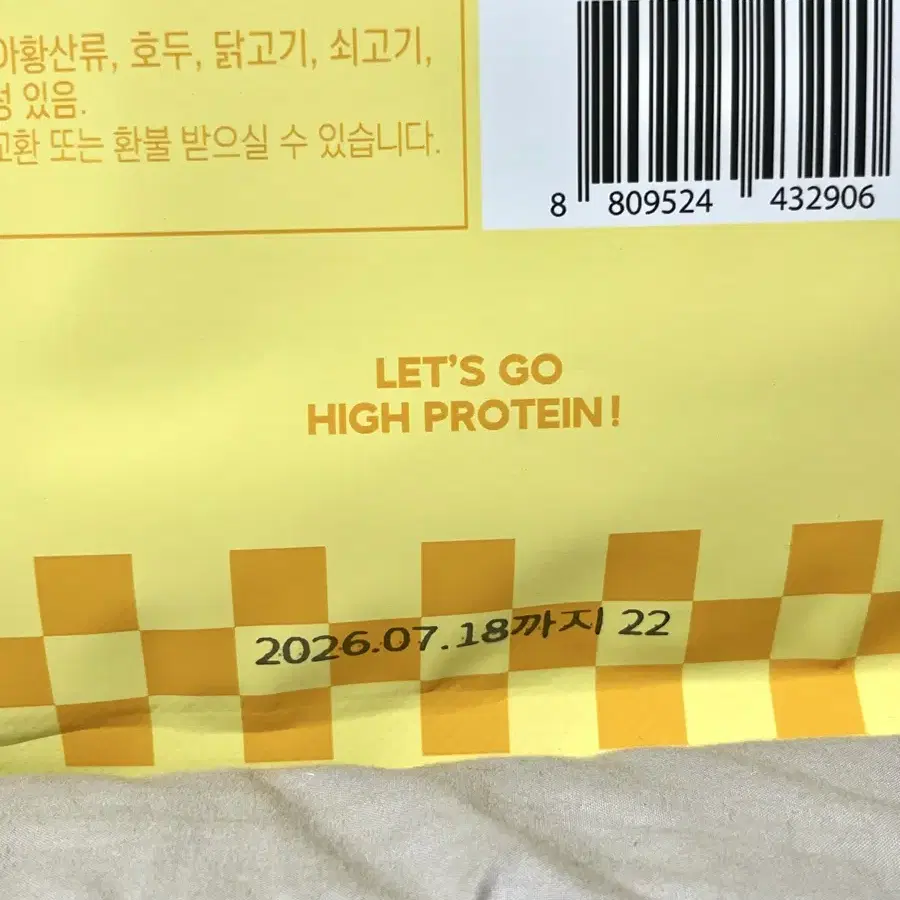 아황산류, 호두, 닭고기, 쇠고기,
성 있음.
교환 또는 환불 받으실 수 있습니다.
8 809524 432906
LET'S GO
HIGH PROTEIN!
2026.07.18까지 22